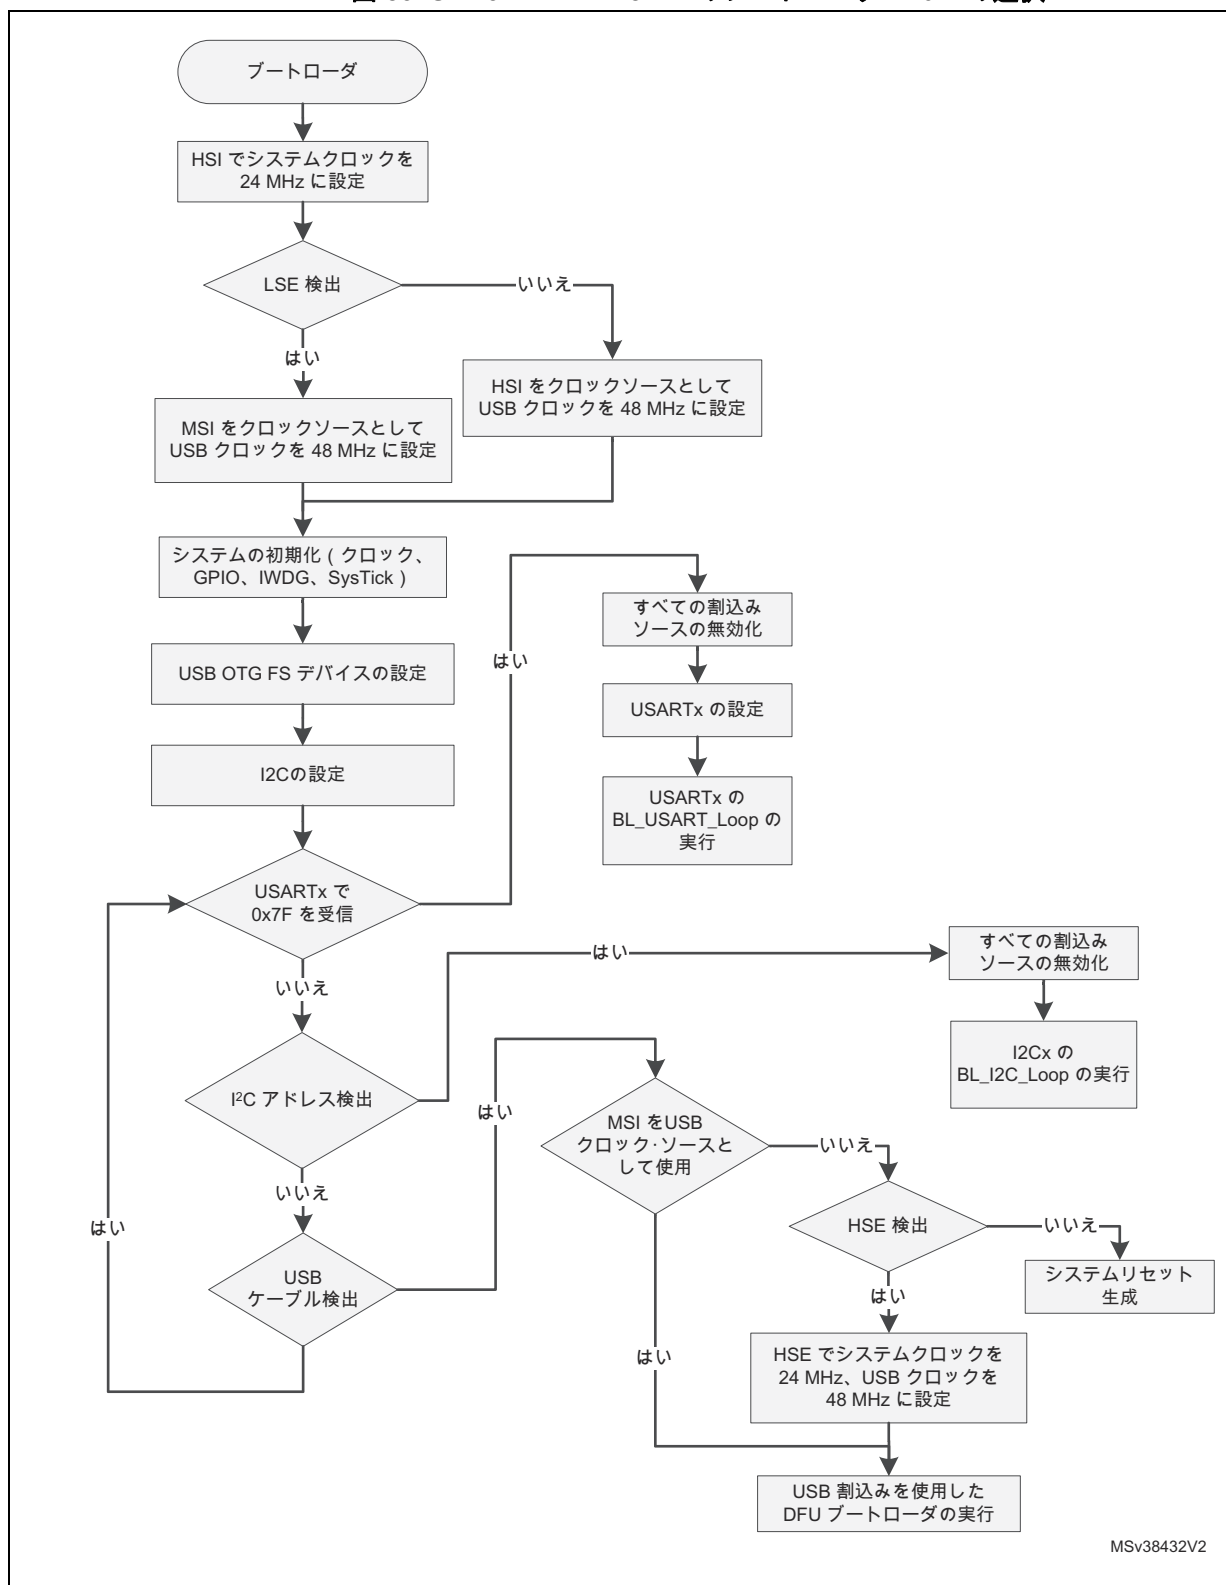 ブートローダ
HSI でシステムクロックを
24 MHz に設定
LSE 検出
いいえ
はい
HSI をクロックソースとして
USB クロックを 48 MHz に設定
MSI をクロックソースとして
USB クロックを 48 MHz に設定
システムの初期化 ( クロック、
GPIO、IWDG、SysTick )
すべての割込み
ソースの無効化
はい
USB OTG FS デバイスの設定
USARTx の設定
I2Cの設定
USARTx の
BL_USART_Loop の
実行
USARTx で
0x7F を受信
はい
すべての割込み
ソースの無効化
いいえ
I2Cx の
BL_I2C_Loop の実行
I²C アドレス検出
はい
MSI をUSB
クロック･ソースと
して使用
いいえ
いいえ
はい
HSE 検出
いいえ
USB
ケーブル検出
システムリセット
生成
はい
はい
HSE でシステムクロックを
24 MHz、USB クロックを
48 MHz に設定
USB 割込みを使用した
DFU ブートローダの実行
MSv38432V2